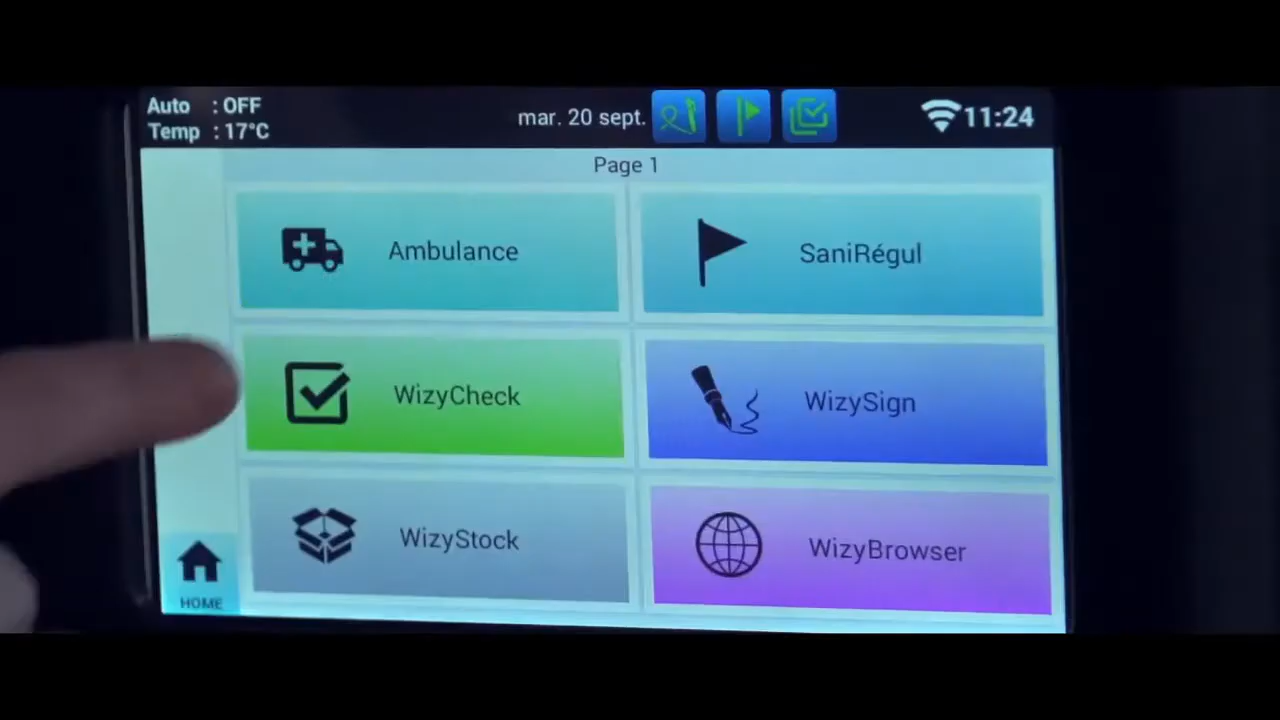 Auto : OFF
Temp : 17°C
mar. 20 sept.
11:24
Page 1
Ambulance
SaniRégul
WizyCheck
WizySign
WizyStock
WizyBrowser
HOME